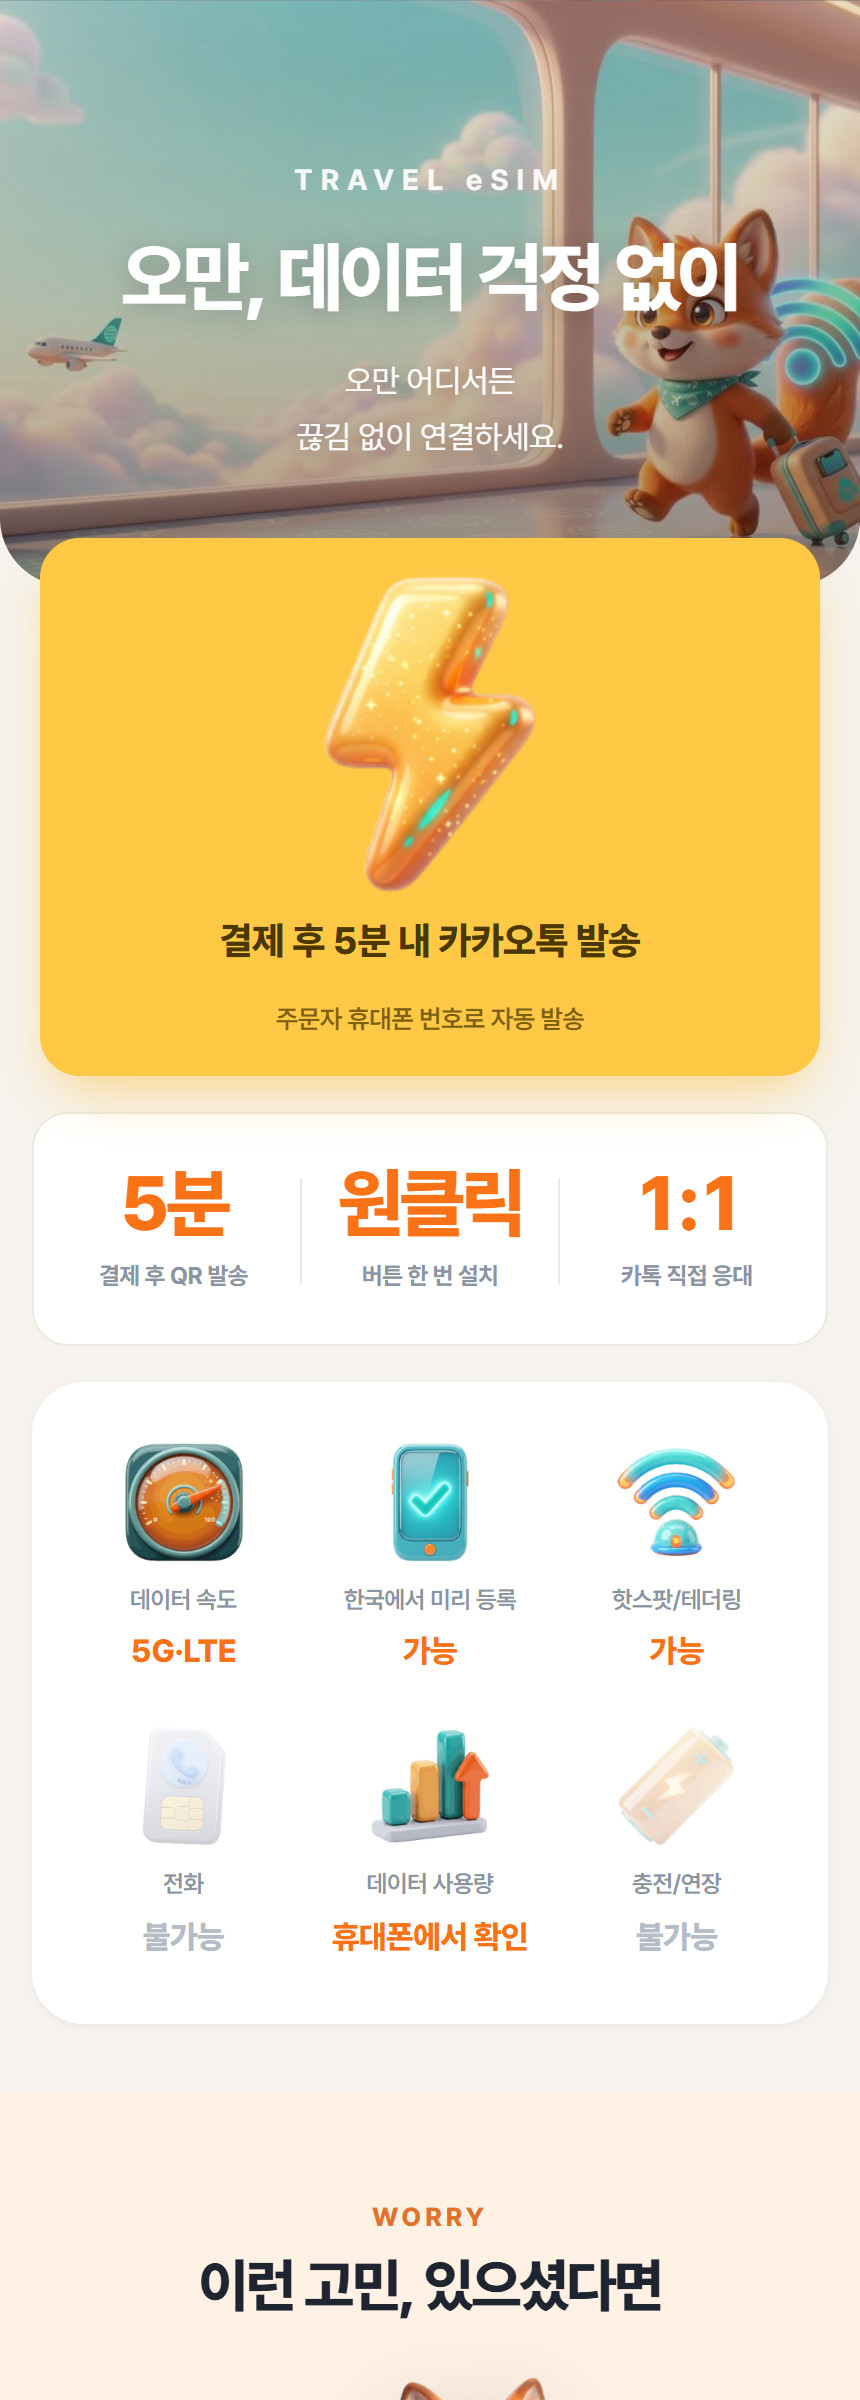 TRAVEL eSIM
오만, 데이터 걱정 없이
오만 어디서든
끊김 없이 연결하세요.
결제 후 5분 내 카카오톡 발송
주문자 휴대폰 번호로 자동 발송
5분
결제 후 QR 발송
원클릭
버튼 한 번 설치
1:1
카톡 직접 응대
데이터 속도
5G·LTE
한국에서 미리 등록
가능
핫스팟/테더링
가능
전화
불가능
데이터 사용량
휴대폰에서 확인
충전/연장
불가능
WORRY
이런 고민, 있으셨다면